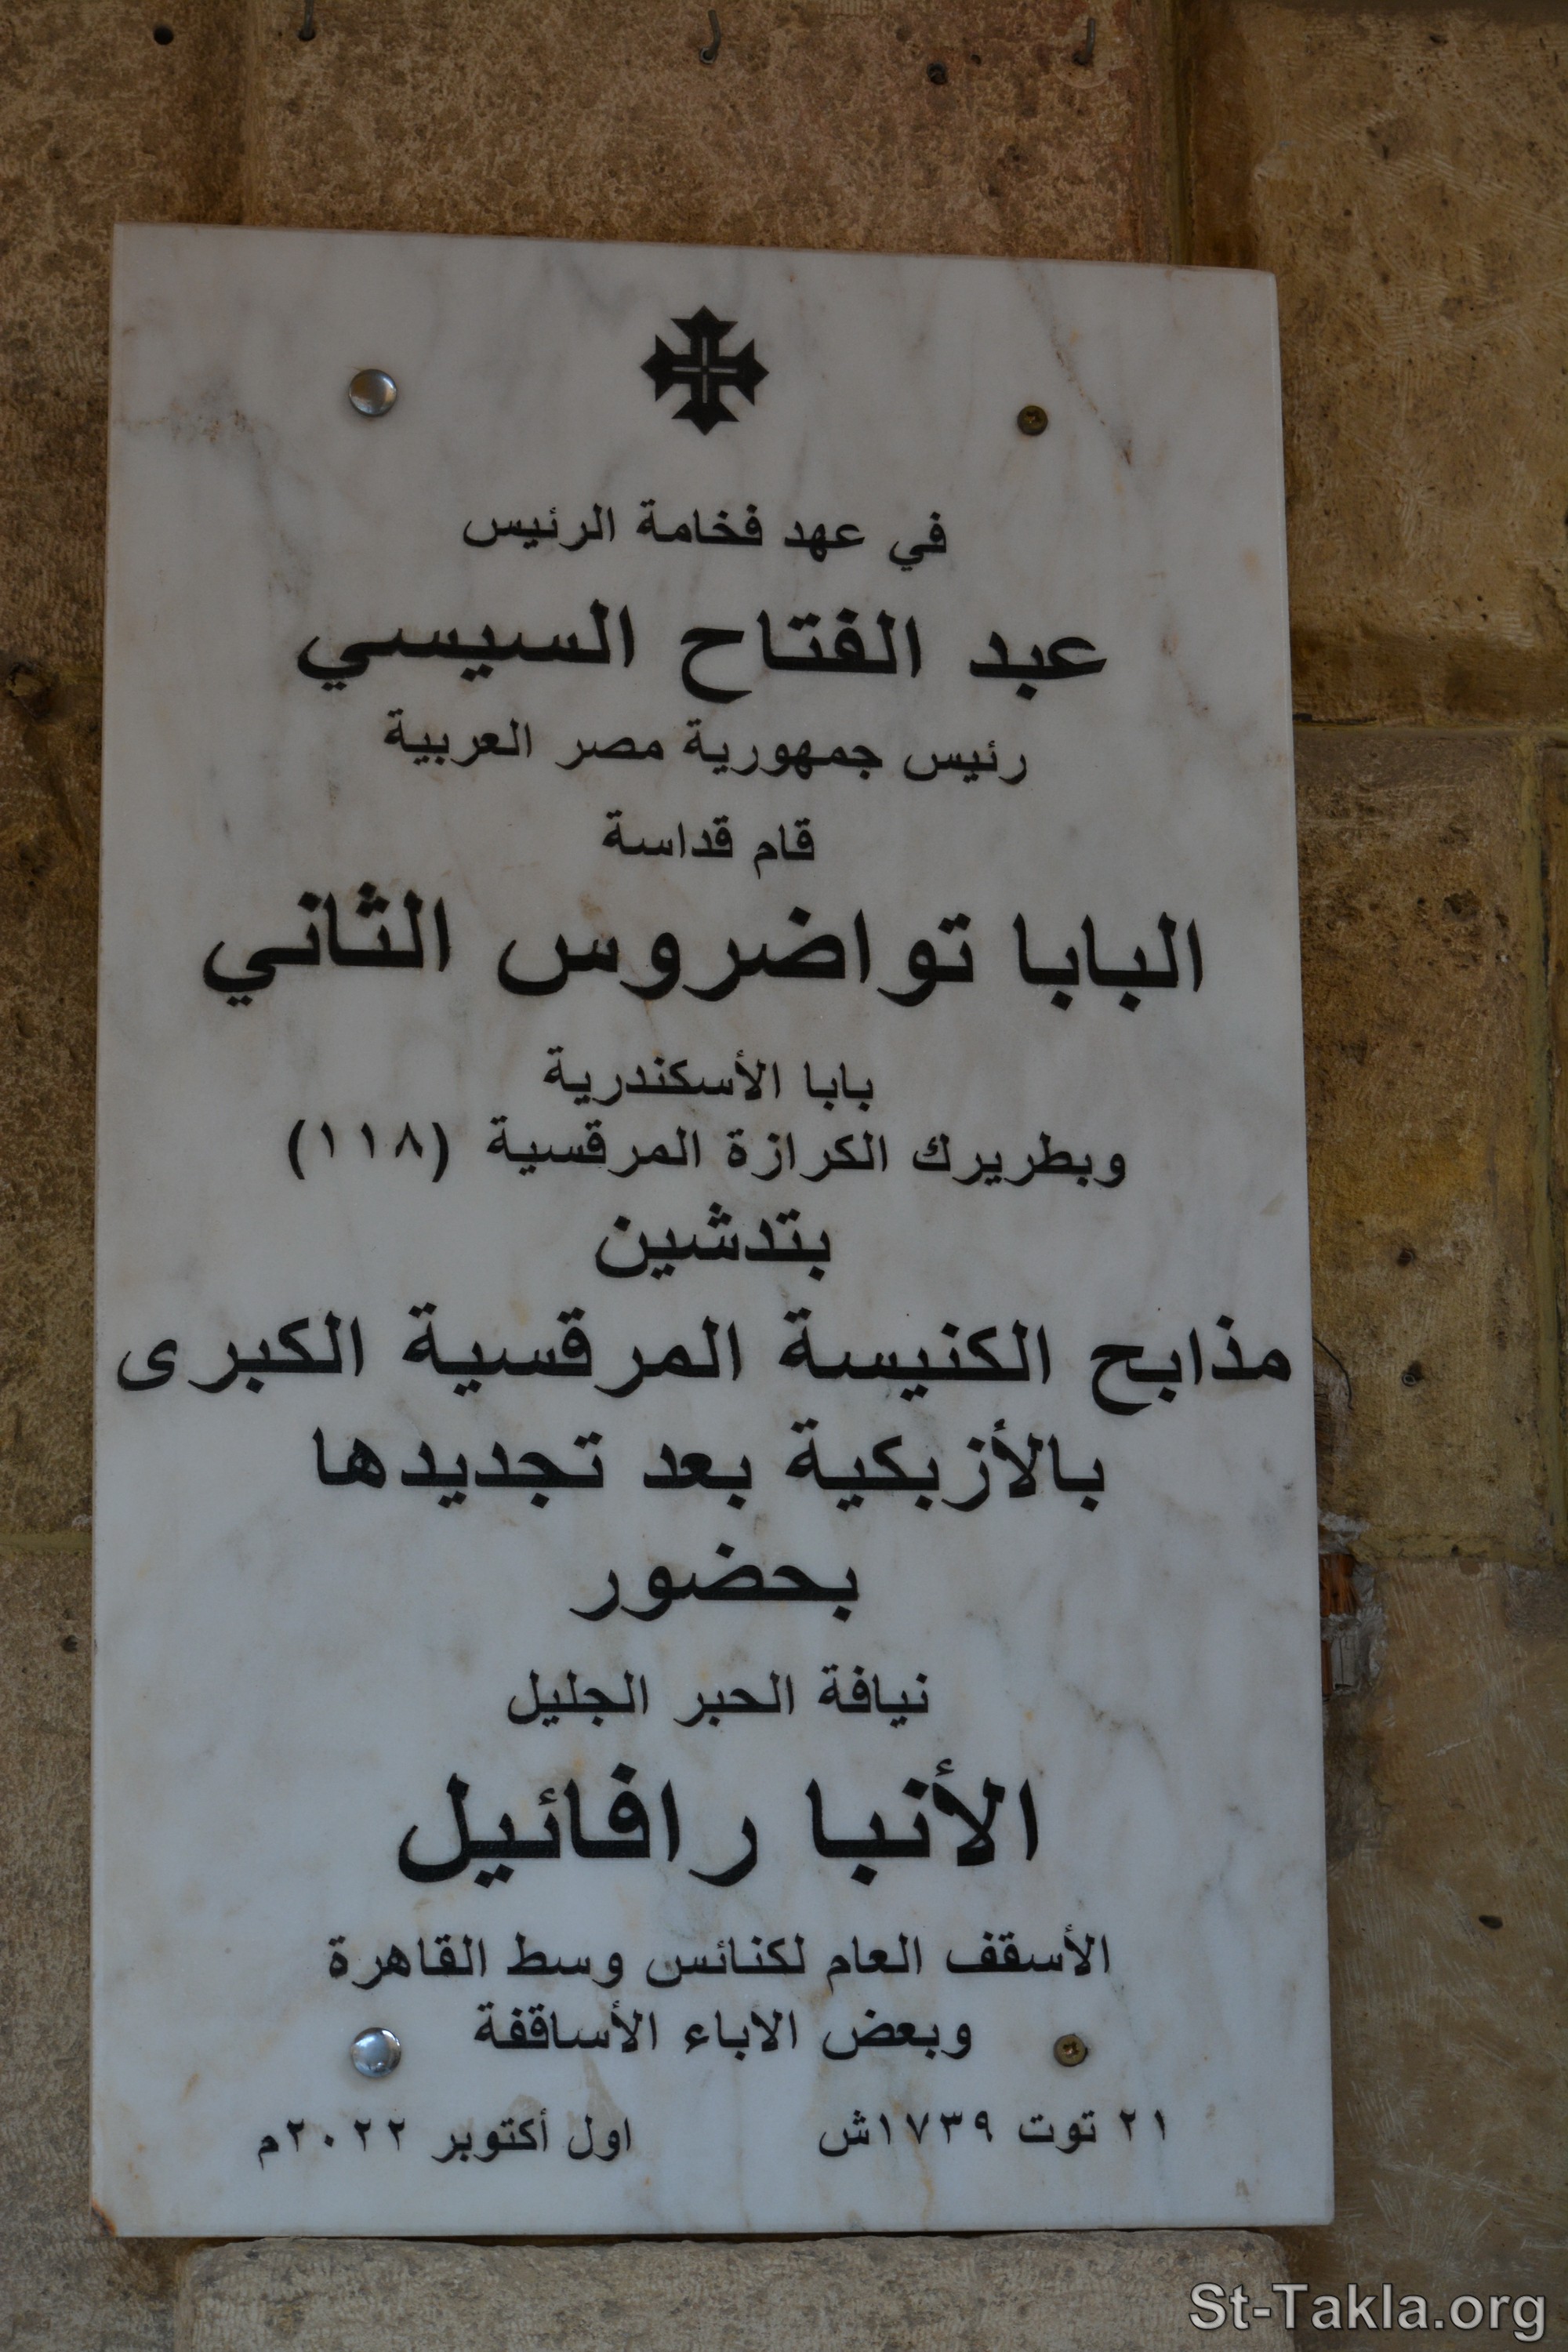 في عهد فخامة الرئيس
عبد الفتاح السيسي
رئيس جمهورية مصر العربية
قام قداسة
البابا تواضروس الثاني
بابا الأسكندرية
وبطريرك الكرازة المرقسية (١١٨)
بتدشين
مذابح الكنيسة المرقسية الكبرى
بالأزبكية بعد تجديدها
بحضور
نيافة الحبر الجليل
الأنبا رافائيل
الأسقف العام لكنائس وسط القاهرة
وبعض الاباء الأساقفة
٢١ توت ١٧٣٩ش اول أكتوبر ٢٠٢٢م
St-Takla.org